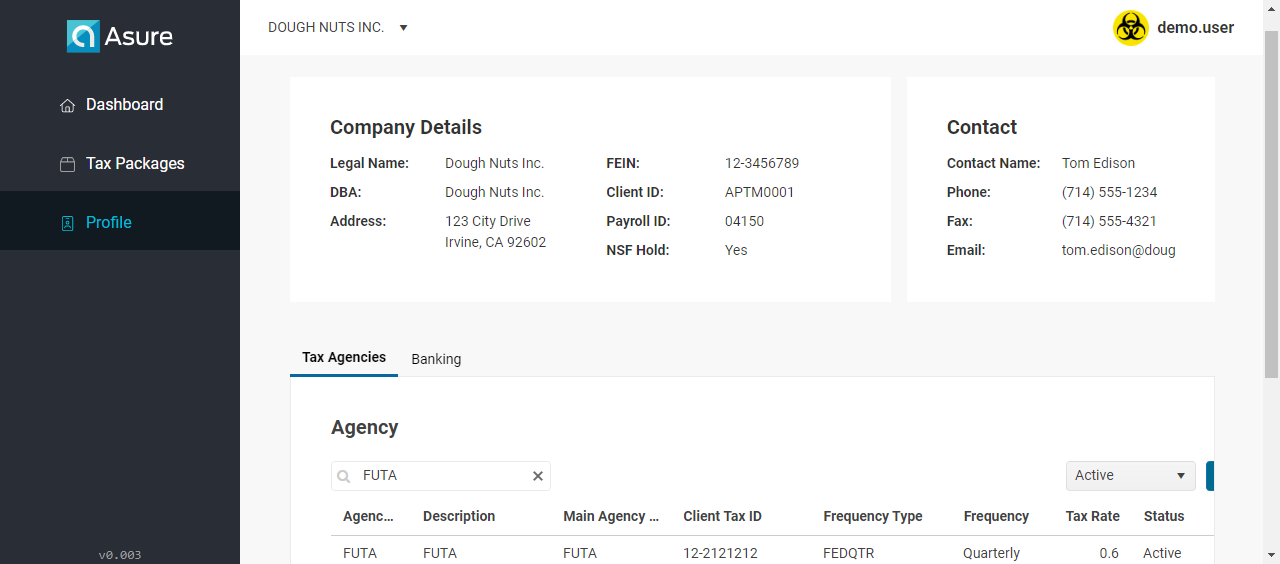 Asure
DOUGH NUTS INC.
demo.user
Dashboard
Tax Packages
Profile
v0.003
Company Details
Legal Name: Dough Nuts Inc.
DBA: Dough Nuts Inc.
Address: 123 City Drive
Irvine, CA 92602
FEIN: 12-3456789
Client ID: APTM0001
Payroll ID: 04150
NSF Hold: Yes
Contact
Contact Name: Tom Edison
Phone: (714) 555-1234
Fax: (714) 555-4321
Email: tom.edison@doug
Tax Agencies Banking
Agency
FUTA
Active
Agenc... Description Main Agency ... Client Tax ID Frequency Type Frequency Tax Rate Status
FUTA FUTA FUTA 12-2121212 FEDQTR Quarterly 0.6 Active